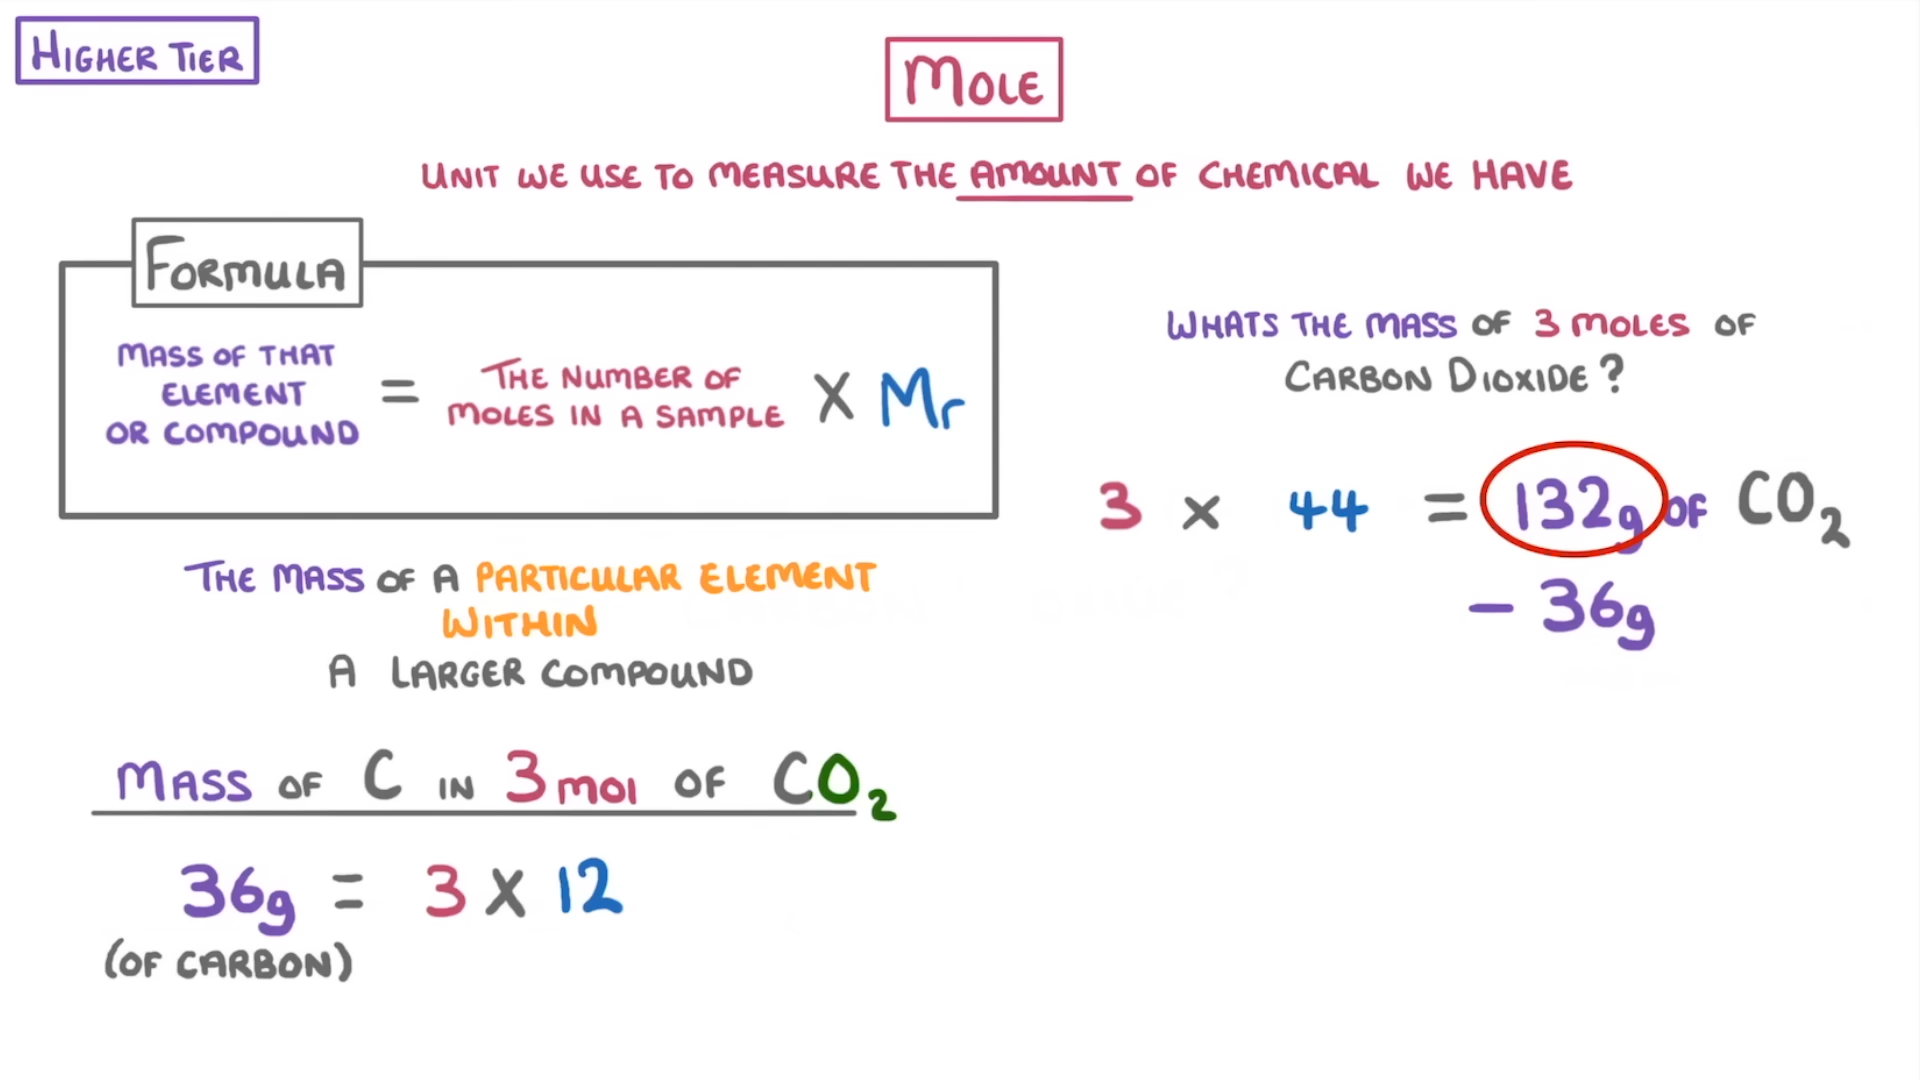 HIGHER TIER
MOLE
UNIT WE USE TO MEASURE THE AMOUNT OF CHEMICAL WE HAVE
FORMULA
MASS OF THAT
ELEMENT
OR COMPOUND
=
THE NUMBER OF
MOLES IN A SAMPLE
X Mr
WHATS THE MASS OF 3 MOLES OF
CARBON DIOXIDE?
3 x 44 = 132g OF CO₂
- 36g
THE MASS OF A PARTICULAR ELEMENT
WITHIN
A LARGER COMPOUND
MASS OF C IN 3 mol OF CO₂
36g = 3 X 12
(OF CARBON)